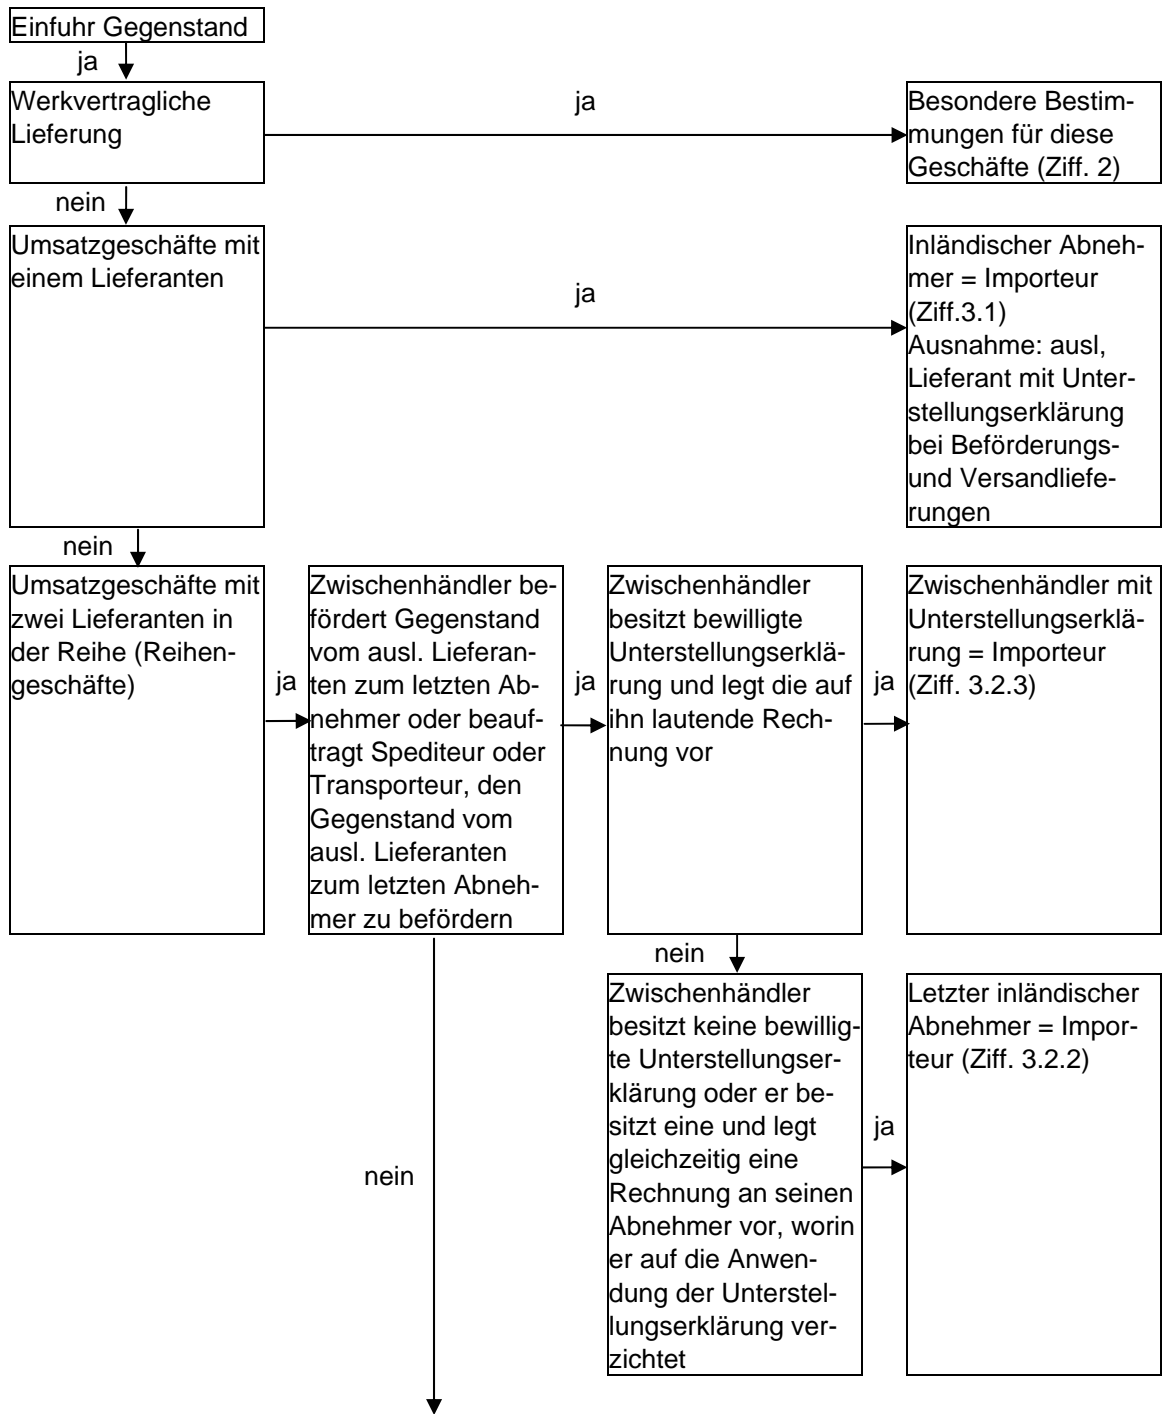 Einfuhr Gegenstand
ja
Werkvertragliche
Lieferung
ja
Besondere Bestim-
mungen für diese
Geschäfte (Ziff. 2)
nein
Umsatzgeschäfte mit
einem Lieferanten
ja
Inländischer Abneh-
mer = Importeur
(Ziff.3.1)
Ausnahme: ausl,
Lieferant mit Unter-
stellungserklärung
bei Beförderungs-
und Versandliefe-
rungen
nein
Umsatzgeschäfte mit
zwei Lieferanten in
der Reihe (Reihen-
geschäfte)
ja
Zwischenhändler be-
fördert Gegenstand
vom ausl. Lieferan-
ten zum letzten Ab-
nehmer oder beauf-
tragt Spediteur oder
Transporteur, den
Gegenstand vom
ausl. Lieferanten
zum letzten Abneh-
mer zu befördern
ja
Zwischenhändler
besitzt bewilligte
Unterstellungserklä-
rung und legt die auf
ihn lautende Rech-
nung vor
ja
Zwischenhändler mit
Unterstellungserklä-
rung = Importeur
(Ziff. 3.2.3)
nein
Zwischenhändler
besitzt keine bewillig-
te Unterstellungser-
klärung oder er be-
sitzt eine und legt
gleichzeitig eine
Rechnung an seinen
Abnehmer vor, worin
er auf die Anwen-
dung der Unterstel-
lungserklärung ver-
zichtet
ja
Letzter inländischer
Abnehmer = Impor-
teur (Ziff. 3.2.2)
nein